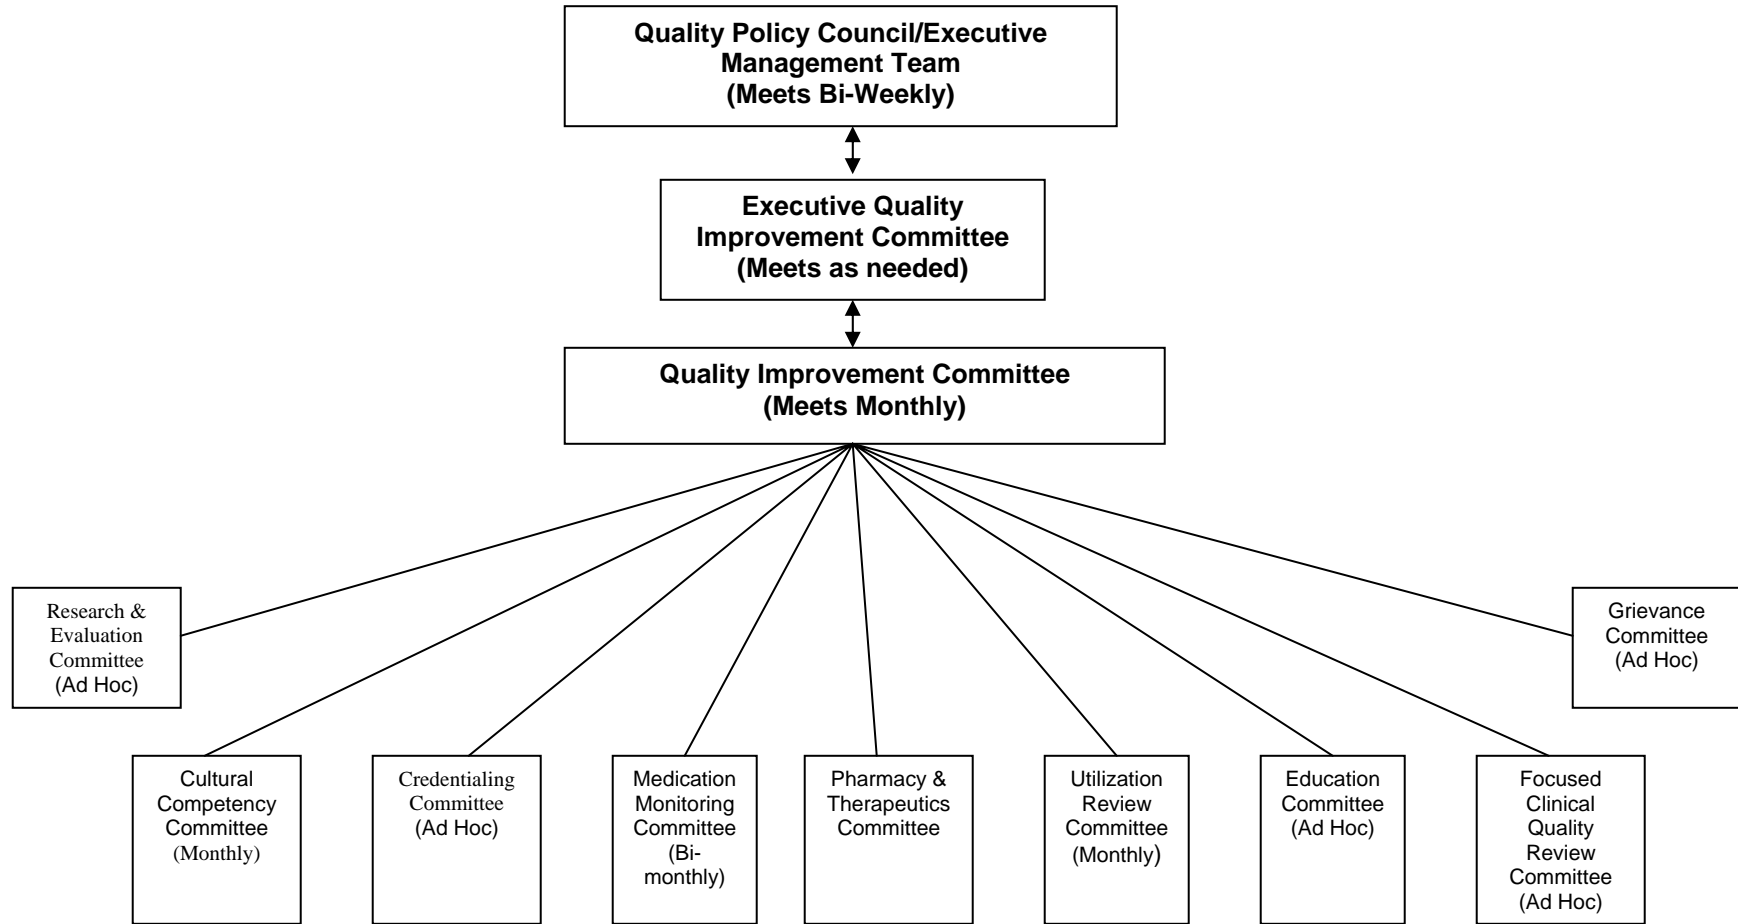 Quality Policy Council/Executive
Management Team
(Meets Bi-Weekly)
Executive Quality
Improvement Committee
(Meets as needed)
Quality Improvement Committee
(Meets Monthly)
Research &
Evaluation
Committee
(Ad Hoc)
Grievance
Committee
(Ad Hoc)
Cultural
Competency
Committee
(Monthly)
Credentialing
Committee
(Ad Hoc)
Medication
Monitoring
Committee
(Bi-
monthly)
Pharmacy &
Therapeutics
Committee
Utilization
Review
Committee
(Monthly)
Education
Committee
(Ad Hoc)
Focused
Clinical
Quality
Review
Committee
(Ad Hoc)